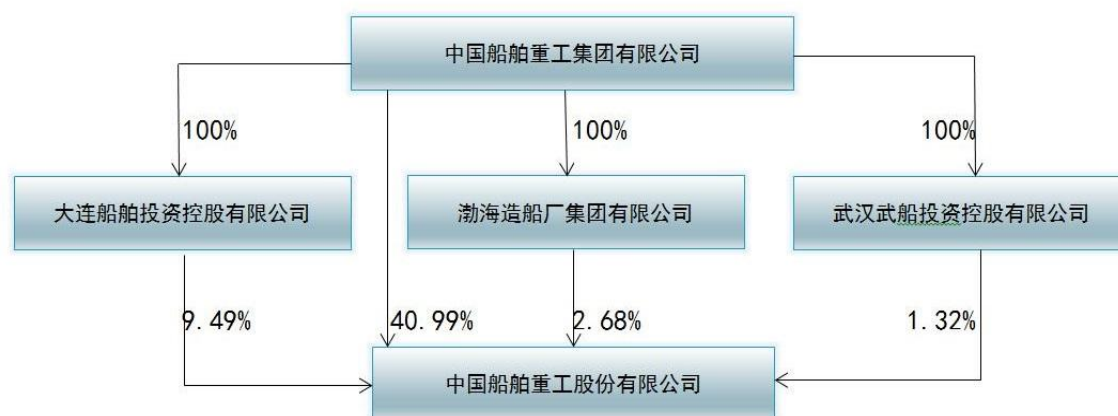 中国船舶重工集团有限公司
100%
100%
100%
大连船舶投资控股有限公司
渤海造船厂集团有限公司
武汉武船投资控股有限公司
9.49%
40.99%
2.68%
1.32%
中国船舶重工股份有限公司